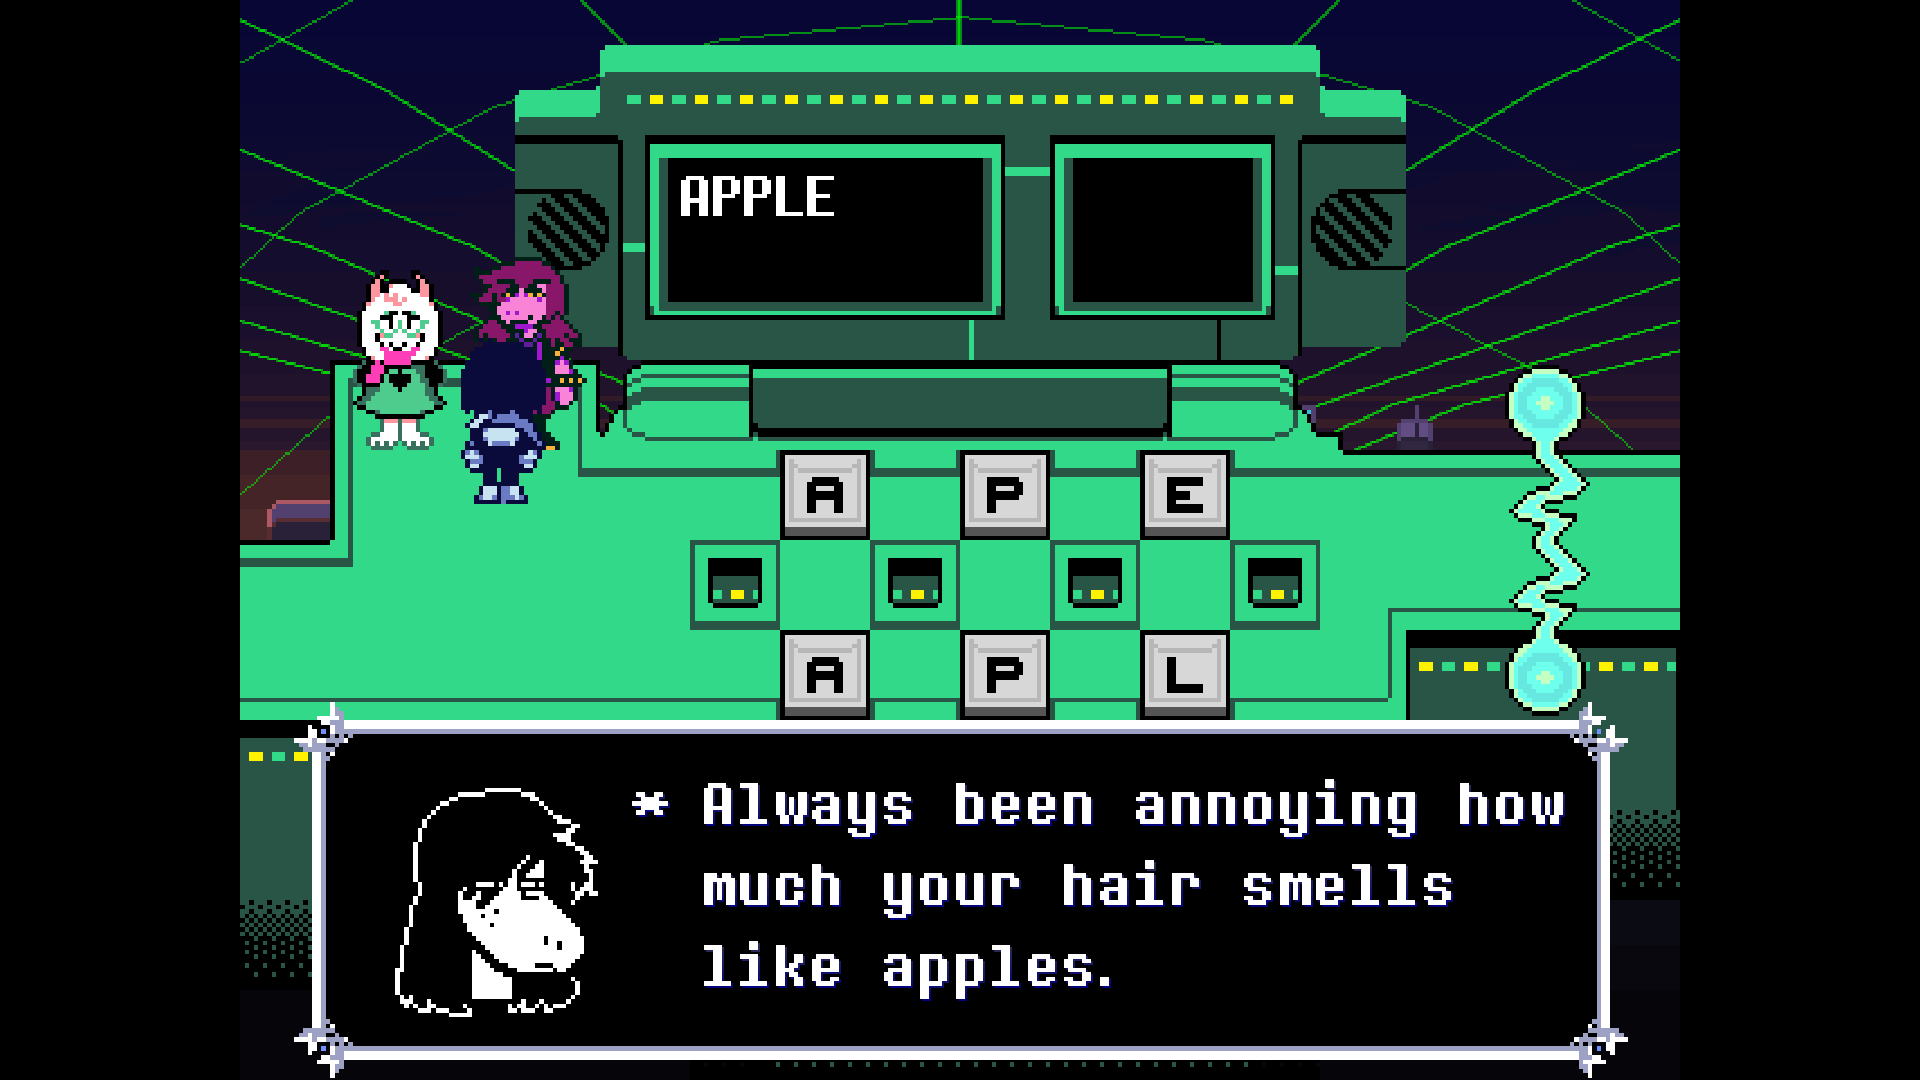 APPLE
A P E
A P L
* Always been annoying how
much your hair smells
like apples.